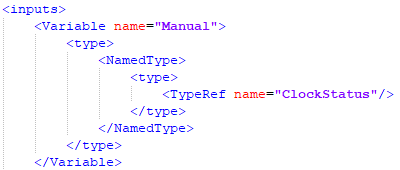 <inputs>
<Variable name="Manual">
<type>
<NamedType>
<type>
<TypeRef name="ClockStatus"/>
</type>
</NamedType>
</type>
</Variable>